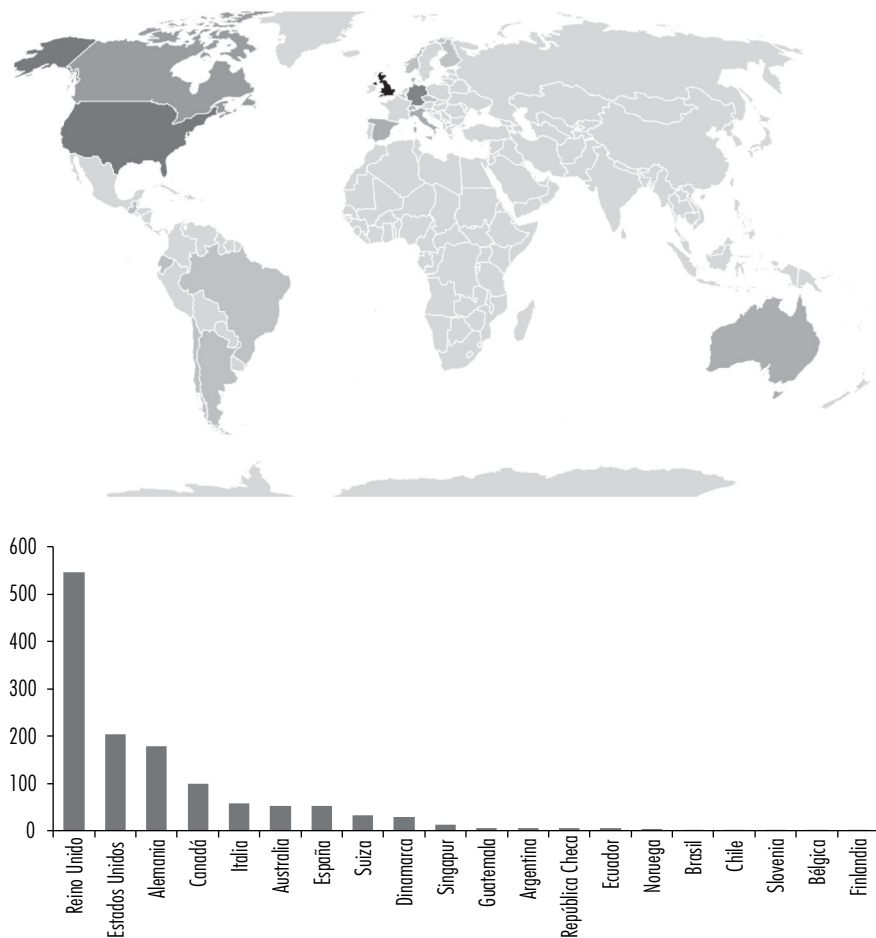 600
500
400
300
200
100
0
Reino Unido
Estados Unidos
Alemania
Canadá
Italia
Australia
España
Suiza
Dinamarca
Singapur
Guatemala
Argentina
República Checa
Ecuador
Noruega
Brasil
Chile
Slovenia
Bélgica
Finlandia